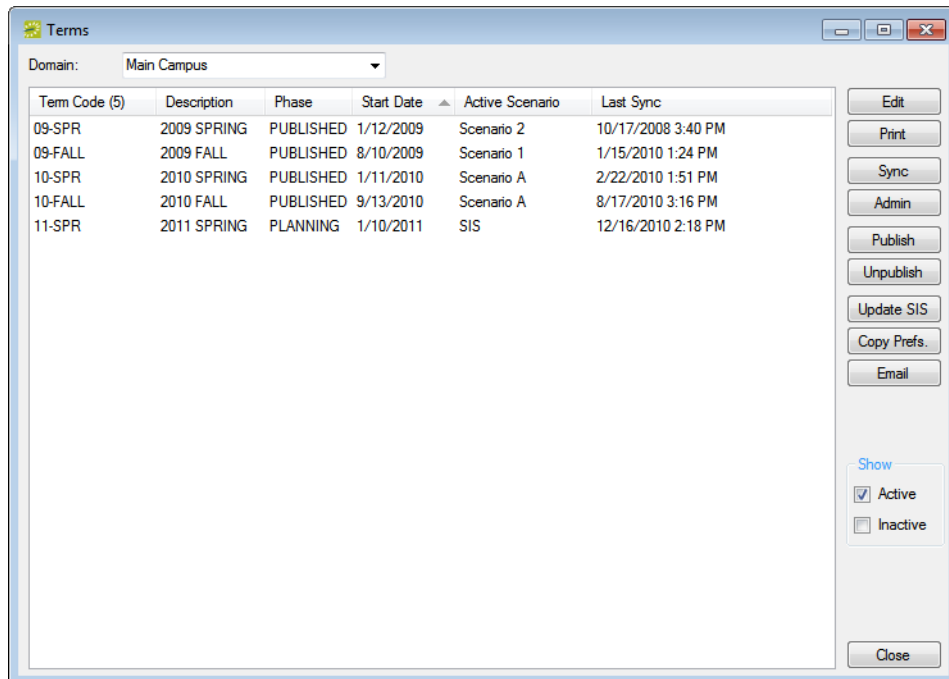 Terms
Domain: Main Campus
Term Code (5) Description Phase Start Date Active Scenario Last Sync
09-SPR 2009 SPRING PUBLISHED 1/12/2009 Scenario 2 10/17/2008 3:40 PM
09-FALL 2009 FALL PUBLISHED 8/10/2009 Scenario 1 1/15/2010 1:24 PM
10-SPR 2010 SPRING PUBLISHED 1/11/2010 Scenario A 2/22/2010 1:51 PM
10-FALL 2010 FALL PUBLISHED 9/13/2010 Scenario A 8/17/2010 3:16 PM
11-SPR 2011 SPRING PLANNING 1/10/2011 SIS 12/16/2010 2:18 PM
Edit
Print
Sync
Admin
Publish
Unpublish
Update SIS
Copy Prefs.
Email
Show
Active
Inactive
Close